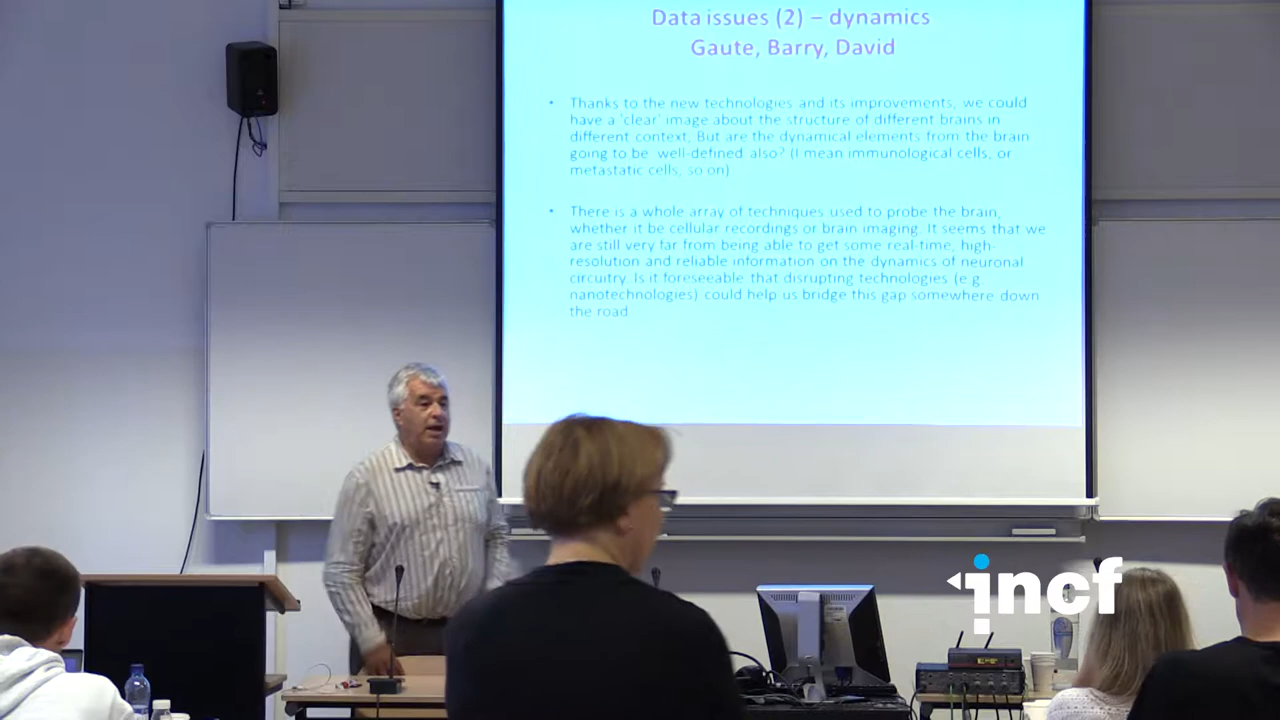 Data issues (2) – dynamics
Gaute, Barry, David
• Thanks to the new technologies and its improvements, we could
have a 'clear' image about the structure of different brains in
different context, But are the dynamical elements from the brain
going to be well-defined also? (I mean immunological cells, or
metastatic cells, so on)
• There is a whole array of techniques used to probe the brain,
whether it be cellular recordings or brain imaging. It seems that we
are still very far from being able to get some real-time, high-
resolution and reliable information on the dynamics of neuronal
circuitry. Is it foreseeable that disrupting technologies (e.g.
nanotechnologies) could help us bridge this gap somewhere down
the road
incf